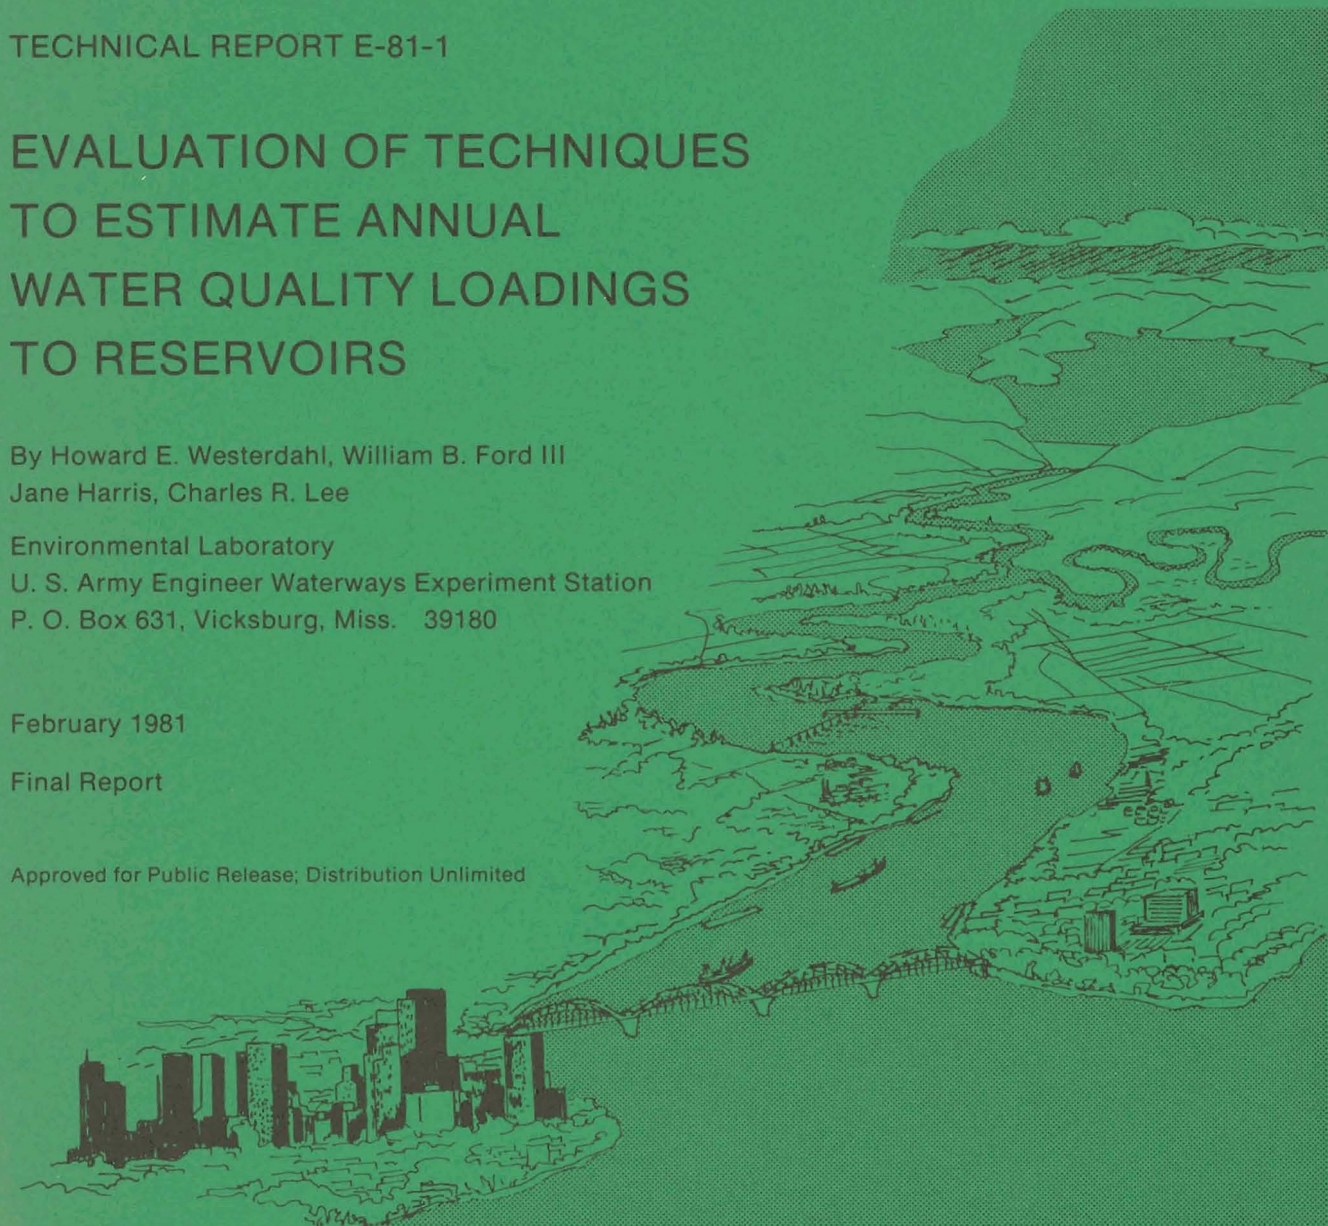 TECHNICAL REPORT E-81-1
EVALUATION OF TECHNIQUES
TO ESTIMATE ANNUAL
WATER QUALITY LOADINGS
TO RESERVOIRS
By Howard E. Westerdahl, William B. Ford III
Jane Harris, Charles R. Lee
Environmental Laboratory
U. S. Army Engineer Waterways Experiment Station
P. O. Box 631, Vicksburg, Miss. 39180
February 1981
Final Report
Approved for Public Release; Distribution Unlimited